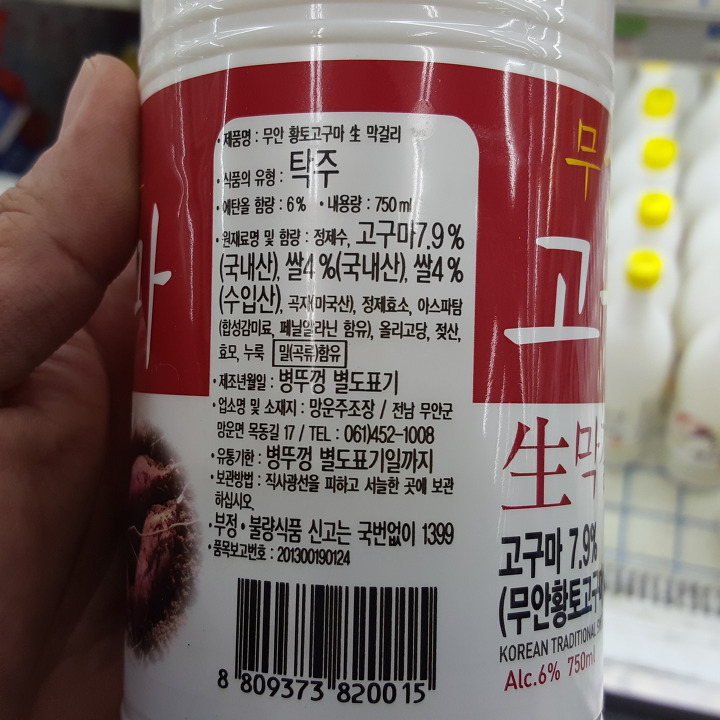 • 제품명 : 무안 황토고구마 生 막걸리
• 식품의 유형 : 탁주
• 에탄올 함량 : 6% • 내용량 : 750㎖
• 원재료명 및 함량 : 정제수, 고구마7.9%
(국내산), 쌀4%(국내산), 쌀4%
(수입산), 곡자(미국산), 정제효소, 아스파탐
(합성감미료, 페닐알라닌 함유), 올리고당, 젖산,
효모, 누룩 밀(곡류)함유
• 제조년월일 : 병뚜껑 별도표기
• 업소명 및 소재지 : 망운주조장 / 전남 무안군
망운면 목동길 17 / TEL : 061)452-1008
• 유통기한 : 병뚜껑 별도표기일까지
• 보관방법 : 직사광선을 피하고 서늘한 곳에 보관
하십시오.
• 부정 • 불량식품 신고는 국번없이 1399
• 품목보고번호 : 201300190124
8 809373 820015
마
무
고
生막
고구마 7.9%
(무안황토고구
KOREAN TRADITIONAL
Alc.6% 750ml